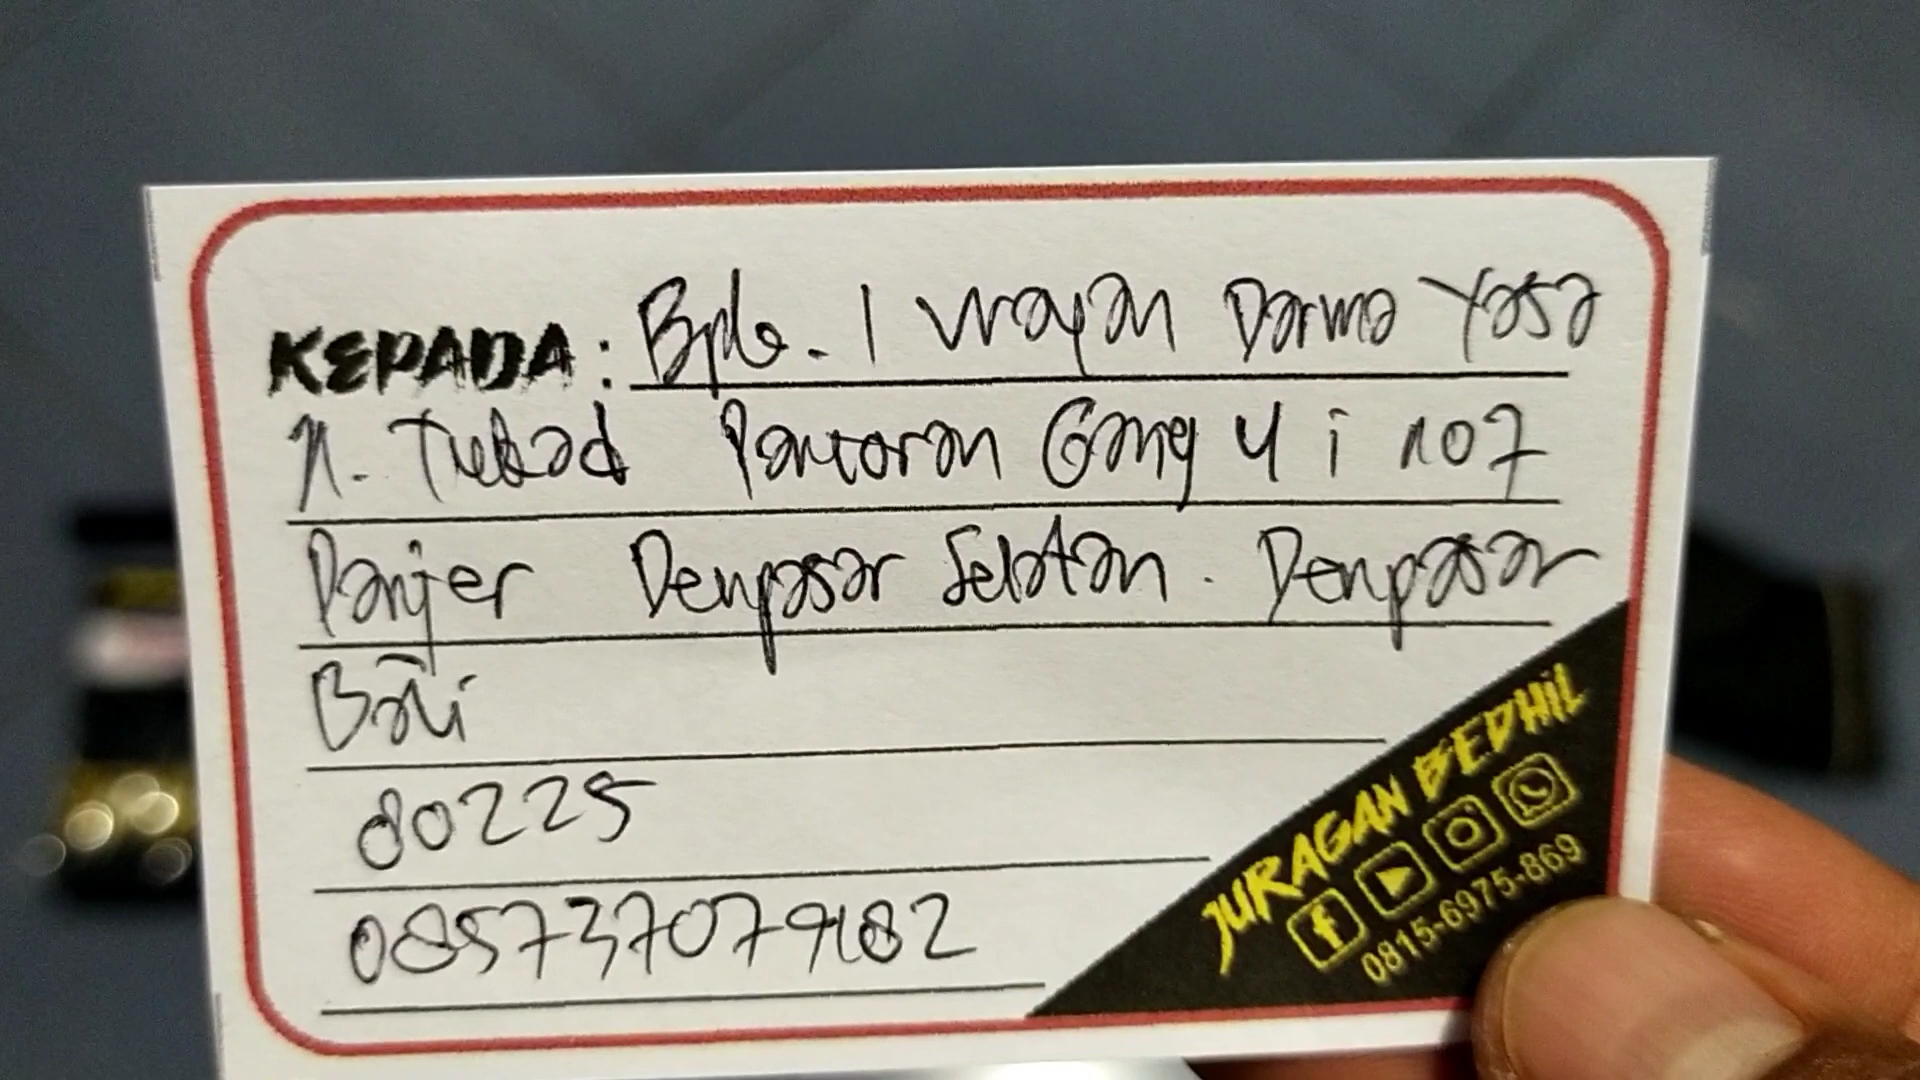 KEPADA: Bpk. I Wayan Darma Yasa
Jl. Tukad Pancoran Gang 4 i no7
Panjer Denpasar Selatan. Denpasar
Bali
80225
JURAGAN BEDHIL
0815-6975-869